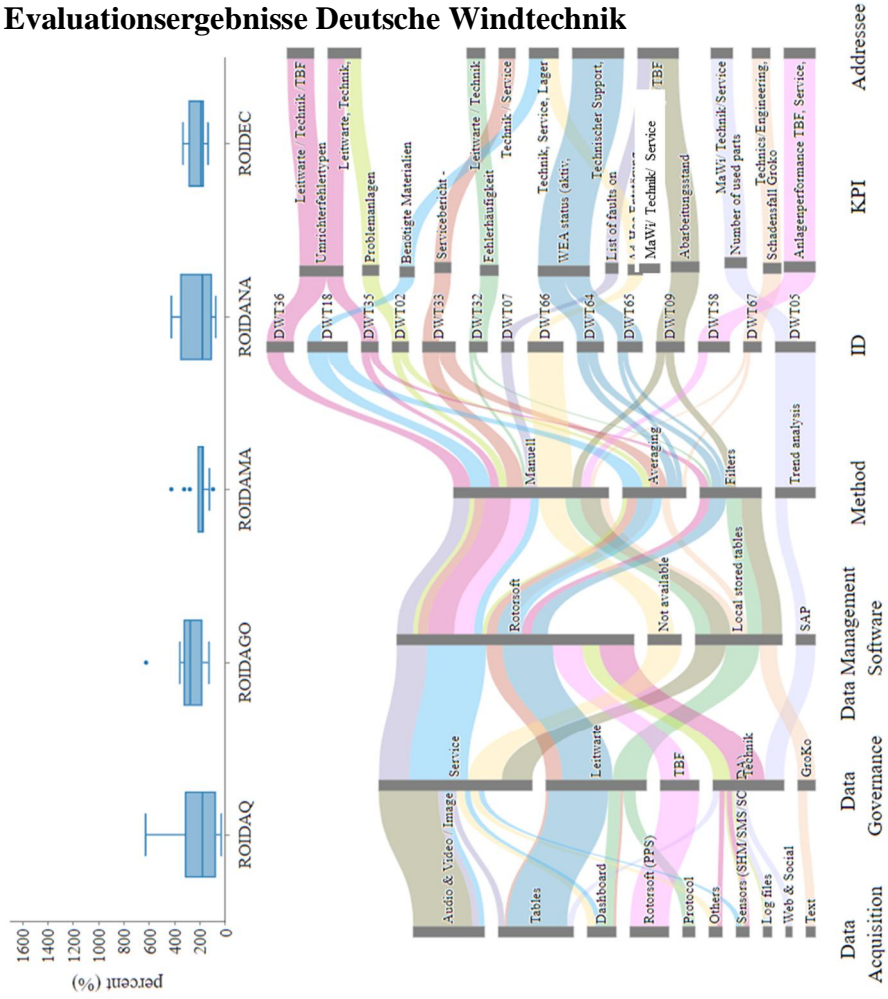 Evaluationsergebnisse Deutsche Windtechnik
percent (%)
1600
1400
1200
1000
800
600
400
200
0
ROIDAQ
ROIDAGO
ROIDAMA
ROIDANA
ROIDEC
Audio & Video / Image
Tables
Dashboard
Rotorsoft (PPS)
Protocol
Others
Sensors (SHM/SMS/SCADA)
Log files
Web & Social
Text
Service
Leitwarte
TBF
Technik
GroKo
Rotorsoft
Not available
Local stored tables
SAP
Manuell
Averaging
Filters
Trend analysis
DWT36
DWT18
DWT35
DWT02
DWT33
DWT32
DWT07
DWT66
DWT64
DWT65
DWT09
DWT58
DWT67
DWT05
Umrichterfehlertypen
Problemanlagen
Benötigte Materialien
Servicebericht -
Fehlerhäufigkeit
WEA status (aktiv,
List of faults on
Abarbeitungsstand
Number of used parts
Schadensfall Groko
Anlagenperformance
Leitwarte / Technik /TBF
Leitwarte, Technik,
Leitwarte / Technik
Technik / Service
Technik, Service, Lager
Technischer Support,
MaWi/ Technik/ Service
TBF
MaWi/ Technik/Service
Technics/Engineering,
TBF, Service,
Data Acquisition
Data Governance
Data Management Software
Method
ID
KPI
Addressee